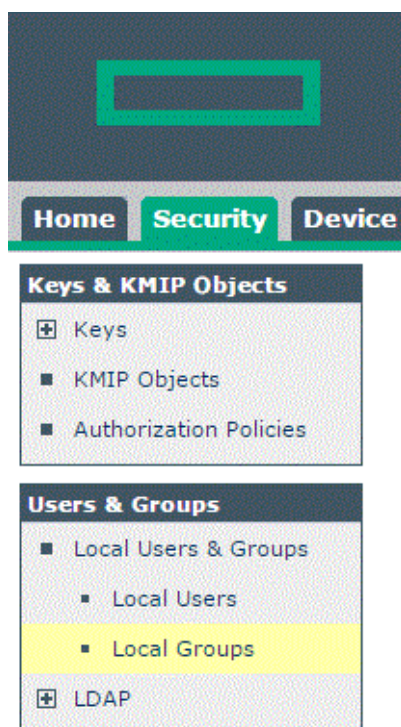 Home Security Device
Keys & KMIP Objects
Keys
KMIP Objects
Authorization Policies
Users & Groups
Local Users & Groups
Local Users
Local Groups
LDAP